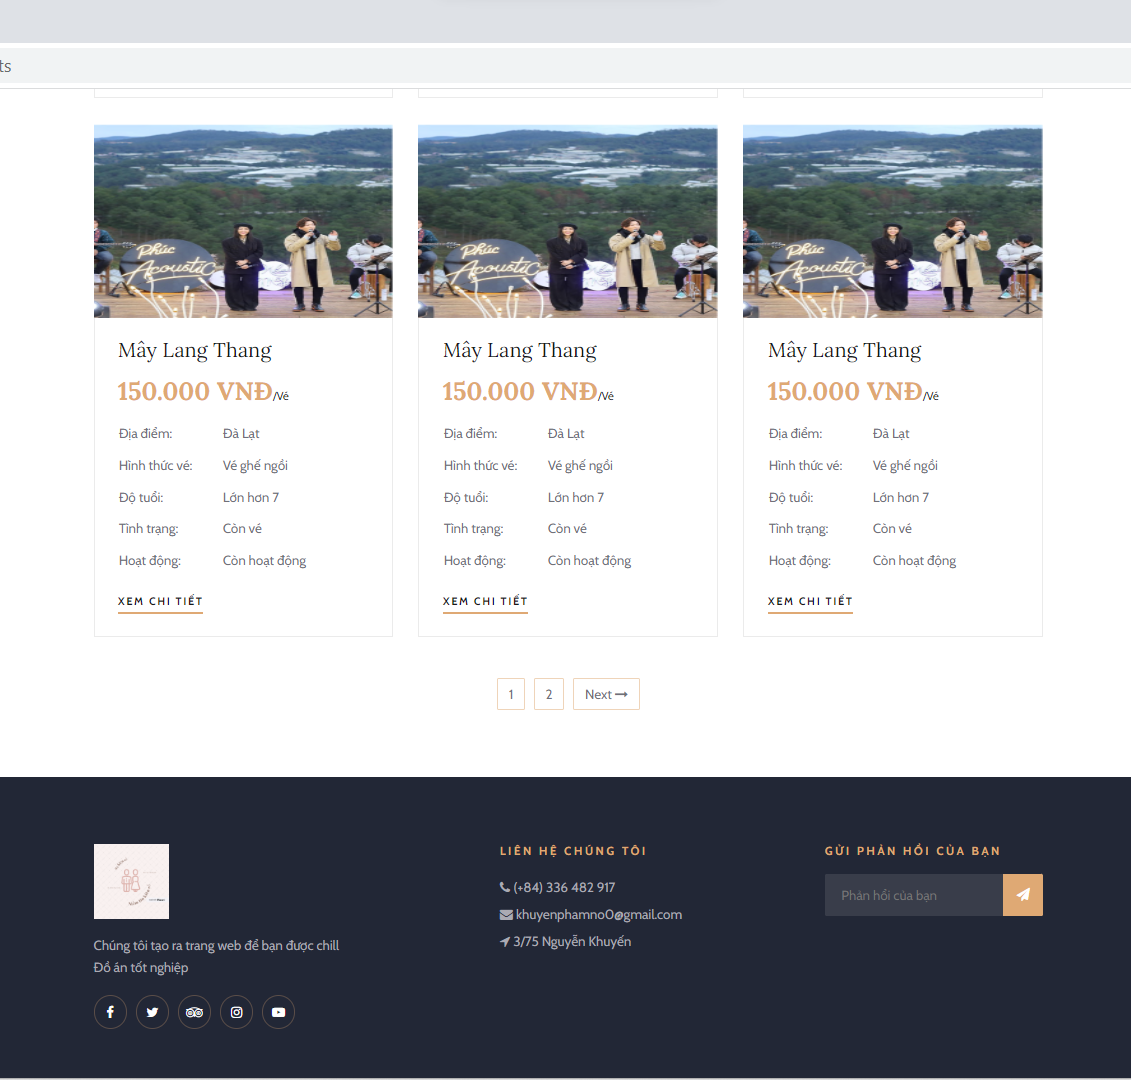 ts
Phúc
Acoustic
Phúc
Acoustic
Phúc
Acoustic
Mây Lang Thang
150.000 VNĐ/Vé
Địa điểm: Đà Lạt
Hình thức vé: Vé ghế ngồi
Độ tuổi: Lớn hơn 7
Tình trạng: Còn vé
Hoạt động: Còn hoạt động
XEM CHI TIẾT
Mây Lang Thang
150.000 VNĐ/Vé
Địa điểm: Đà Lạt
Hình thức vé: Vé ghế ngồi
Độ tuổi: Lớn hơn 7
Tình trạng: Còn vé
Hoạt động: Còn hoạt động
XEM CHI TIẾT
Mây Lang Thang
150.000 VNĐ/Vé
Địa điểm: Đà Lạt
Hình thức vé: Vé ghế ngồi
Độ tuổi: Lớn hơn 7
Tình trạng: Còn vé
Hoạt động: Còn hoạt động
XEM CHI TIẾT
1 2 Next
Chúng tôi tạo ra trang web để bạn được chill
Đồ án tốt nghiệp
LIÊN HỆ CHÚNG TÔI
(+84) 336 482 917
khuyenphamno0@gmail.com
3/75 Nguyễn Khuyến
GỬI PHẢN HỒI CỦA BẠN
Phản hồi của bạn